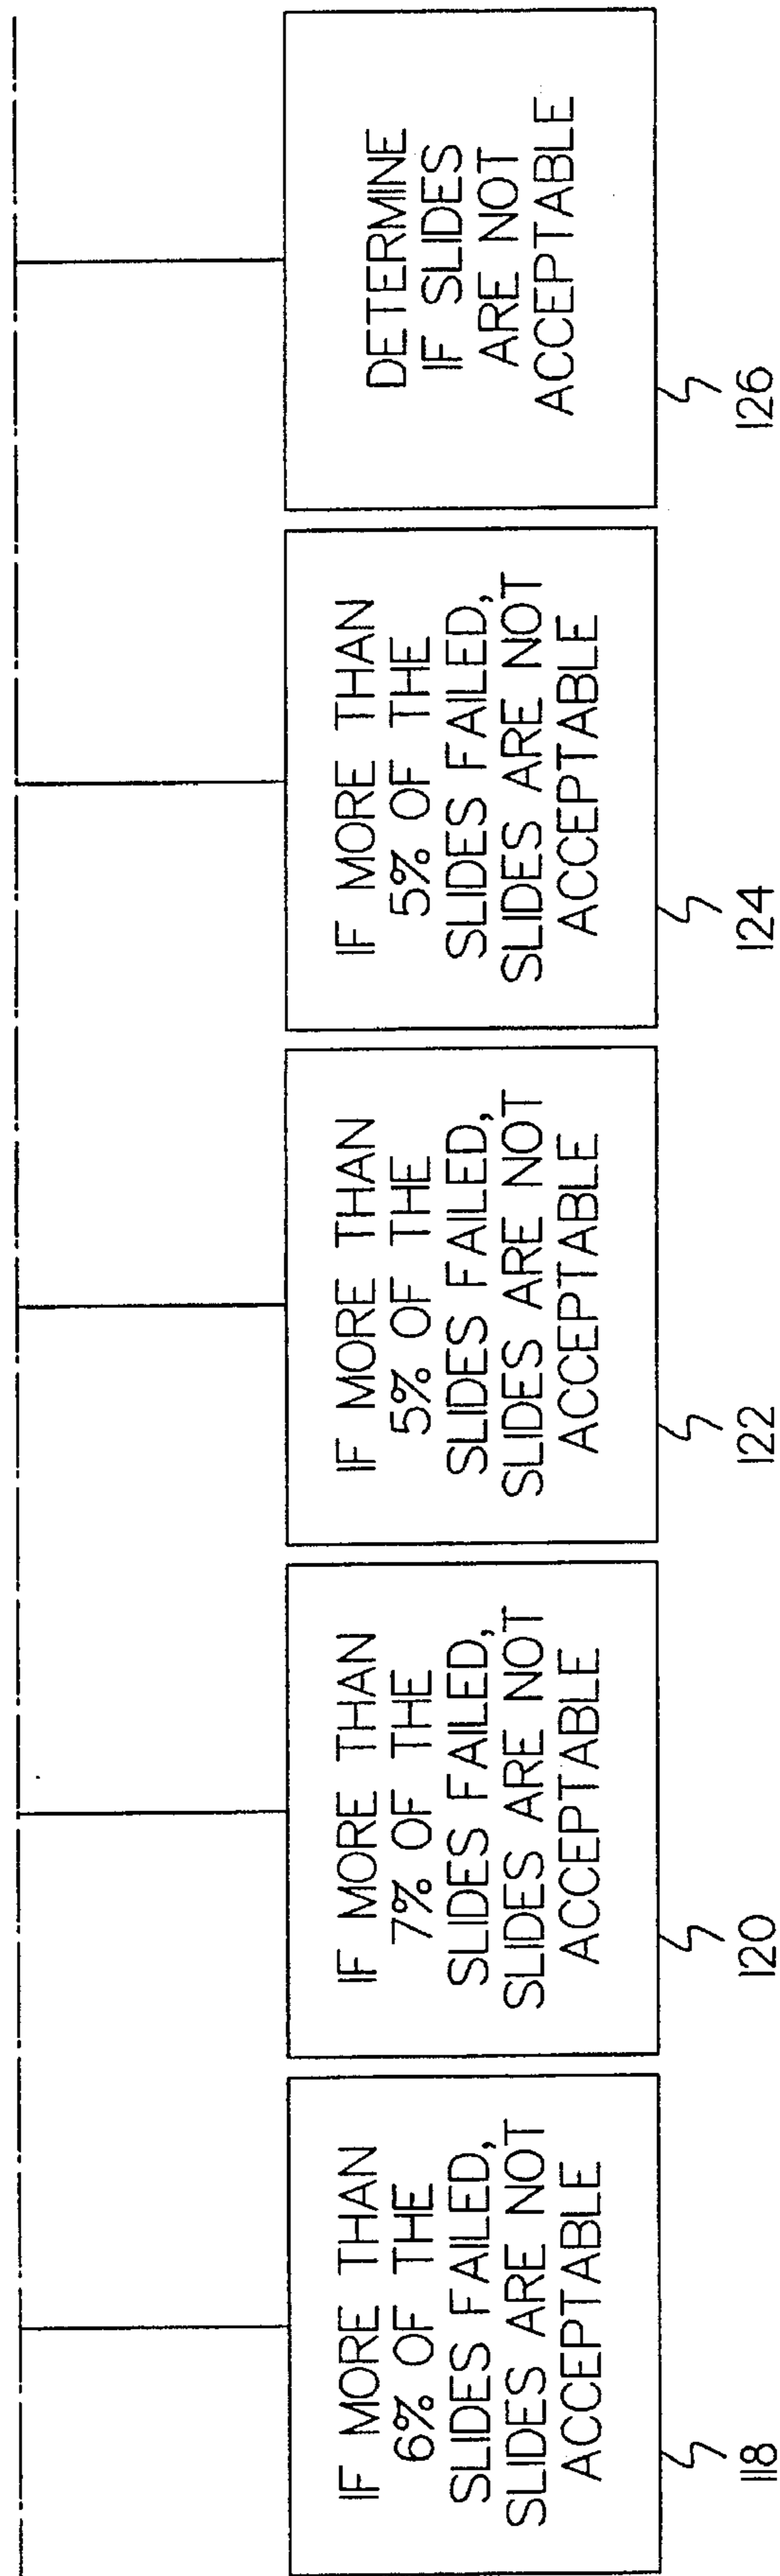 IF MORE THAN
6% OF THE
SLIDES FAILED,
SLIDES ARE NOT
ACCEPTABLE
118
IF MORE THAN
7% OF THE
SLIDES FAILED,
SLIDES ARE NOT
ACCEPTABLE
120
IF MORE THAN
5% OF THE
SLIDES FAILED,
SLIDES ARE NOT
ACCEPTABLE
122
IF MORE THAN
5% OF THE
SLIDES FAILED,
SLIDES ARE NOT
ACCEPTABLE
124
DETERMINE
IF SLIDES
ARE NOT
ACCEPTABLE
126